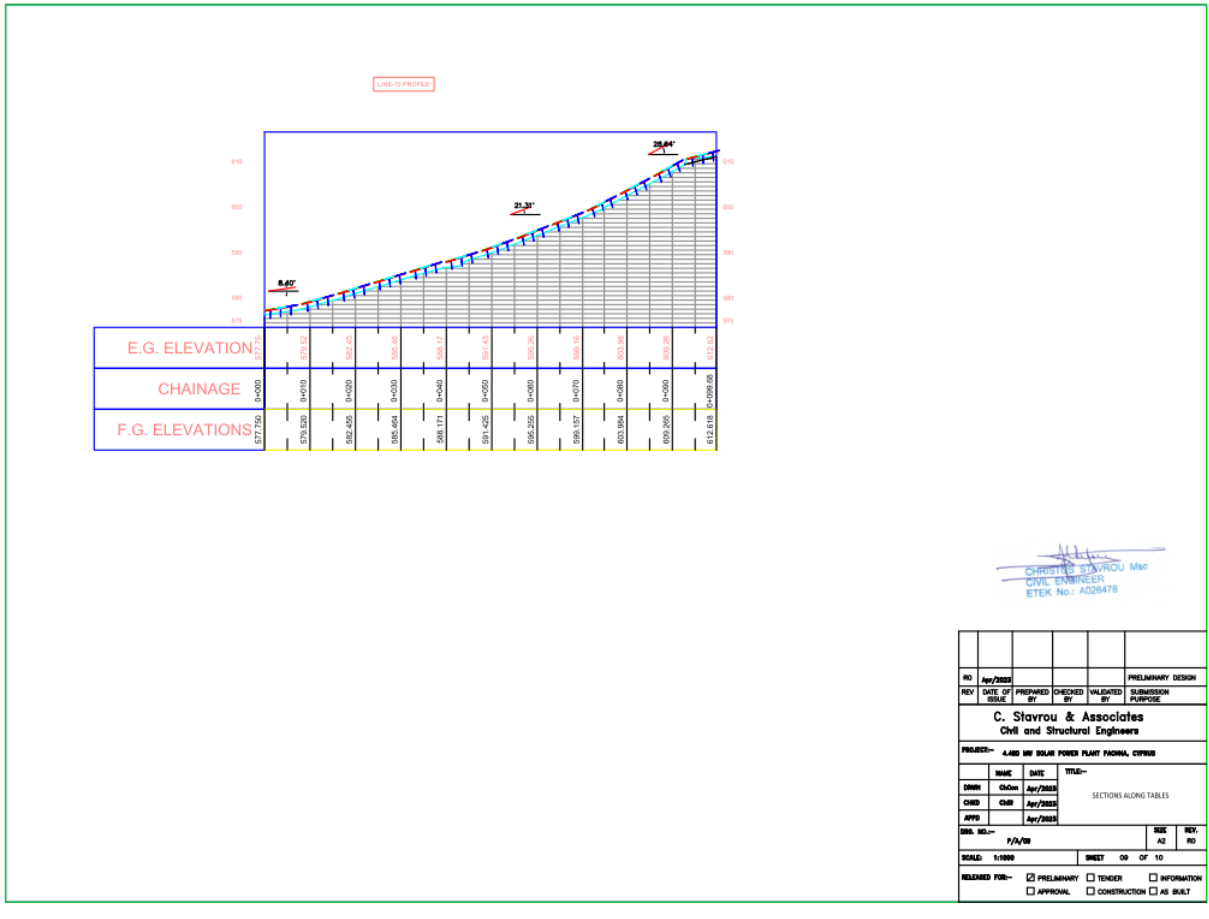 LINE-10 PROFILE
610
600
590
580
575
610
600
590
580
575
8.40°
21.31°
26.64°
E.G. ELEVATION 577.75 579.52 582.45 585.46 588.17 591.43 595.26 599.16 603.98 609.26 612.62
CHAINAGE 0+000 0+010 0+020 0+030 0+040 0+050 0+060 0+070 0+080 0+090 0+099.68
F.G. ELEVATIONS 577.750 579.520 582.455 585.464 588.171 591.425 595.255 599.157 603.984 609.265 612.618
CHRISTOS STAVROU Msc
CIVIL ENGINEER
ETEK No.: A026478
R0 Apr/2023 PRELIMINARY DESIGN
REV DATE OF ISSUE PREPARED BY CHECKED BY VALIDATED BY SUBMISSION PURPOSE
C. Stavrou & Associates
Civil and Structural Engineers
PROJECT:- 4.480 MW SOLAR POWER PLANT PACHNA, CYPRUS
NAME DATE TITLE:-
DRWN Apr/2023
CHKD Apr/2023
APPD Apr/2023
SECTIONS ALONG TABLES
DRG. NO.:- SIZE REV.
P/A/09 A2 R0
SCALE: 1:1000 SHEET 09 OF 10
RELEASED FOR:- PRELIMINARY TENDER INFORMATION
APPROVAL CONSTRUCTION AS BUILT